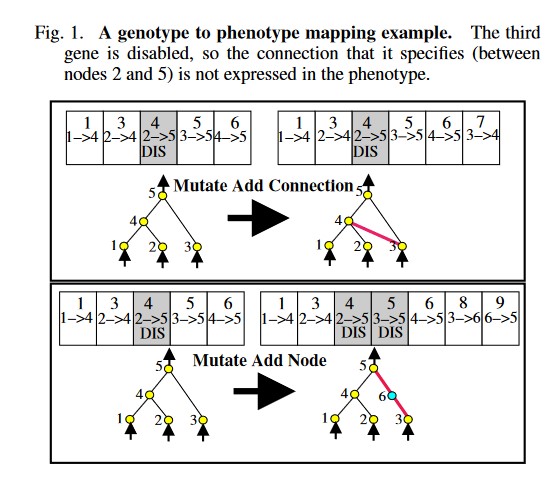 Fig. 1. A genotype to phenotype mapping example. The third
gene is disabled, so the connection that it specifies (between
nodes 2 and 5) is not expressed in the phenotype.
1 3 4 5 6
1->4 2->4 2->5 3->5 4->5
DIS
1 3 4 5 6 7
1->4 2->4 2->5 3->5 4->5 3->4
DIS
Mutate Add Connection
5
4
1 2 3
5
4
1 2 3
1 3 4 5 6
1->4 2->4 2->5 3->5 4->5
DIS
1 3 4 5 6 8 9
1->4 2->4 2->5 3->5 4->5 3->6 6->5
DIS DIS
Mutate Add Node
5
4
1 2 3
5
4 6
1 2 3